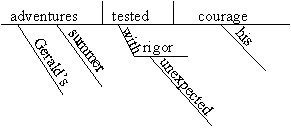 adventures tested courage
Gerald's summer with his
rigor
unexpected